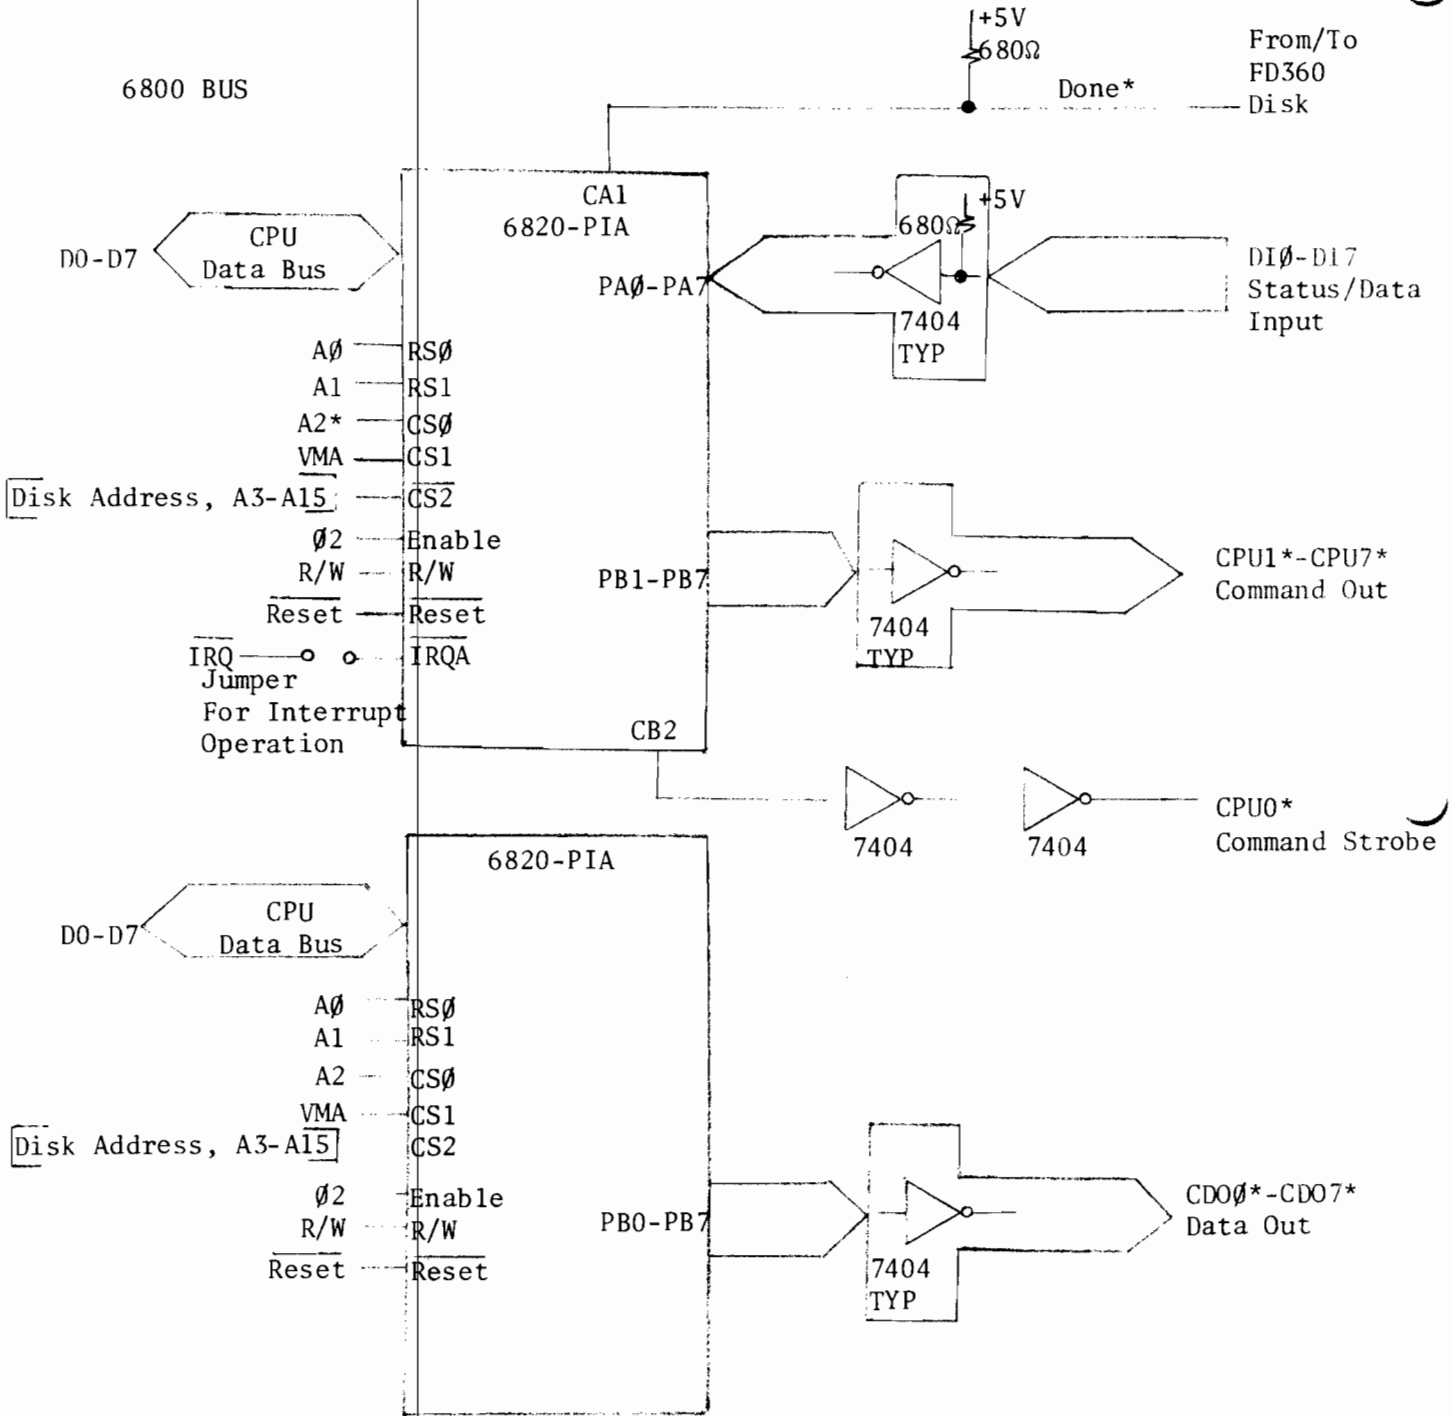 +5V
680Ω
From/To
FD360
Disk
6800 BUS
Done*
CA1
6820-PIA
+5V
680Ω
CPU
Data Bus
D0-D7
PAØ-PA7
DIØ-D17
Status/Data
Input
7404
TYP
AØ RSØ
A1 RS1
A2* CSØ
VMA CS1
Disk Address, A3-A15 CS2
Ø2 Enable
R/W R/W
PB1-PB7
CPU1*-CPU7*
Command Out
Reset Reset
7404
TYP
IRQ IRQA
Jumper
For Interrupt
Operation
CB2
CPU0*
Command Strobe
7404 7404
6820-PIA
CPU
Data Bus
D0-D7
AØ RSØ
A1 RS1
A2 CSØ
VMA CS1
Disk Address, A3-A15 CS2
Ø2 Enable
R/W R/W
PB0-PB7
CDOØ*-CDO7*
Data Out
Reset Reset
7404
TYP